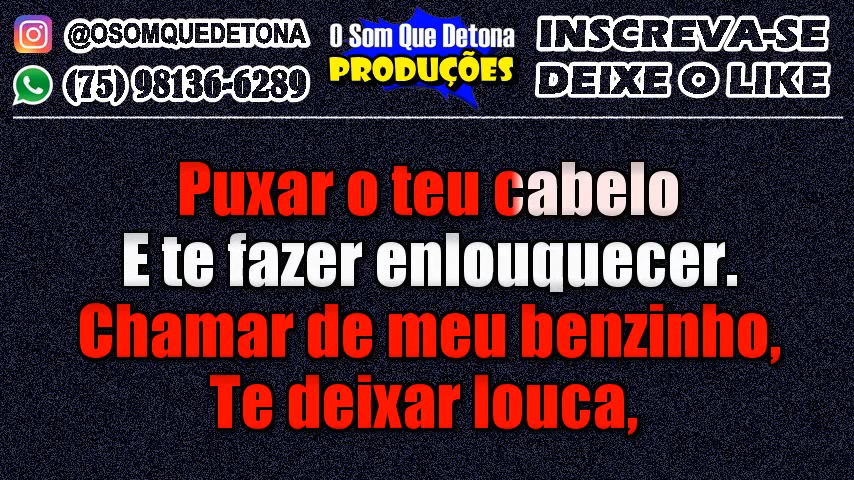 @OSOMQUEDETONA
(75) 98136-6289
O Som Que Detona
PRODUÇÕES
INSCREVA-SE
DEIXE O LIKE
Puxar o teu cabelo
E te fazer enlouquecer.
Chamar de meu benzinho,
Te deixar louca,